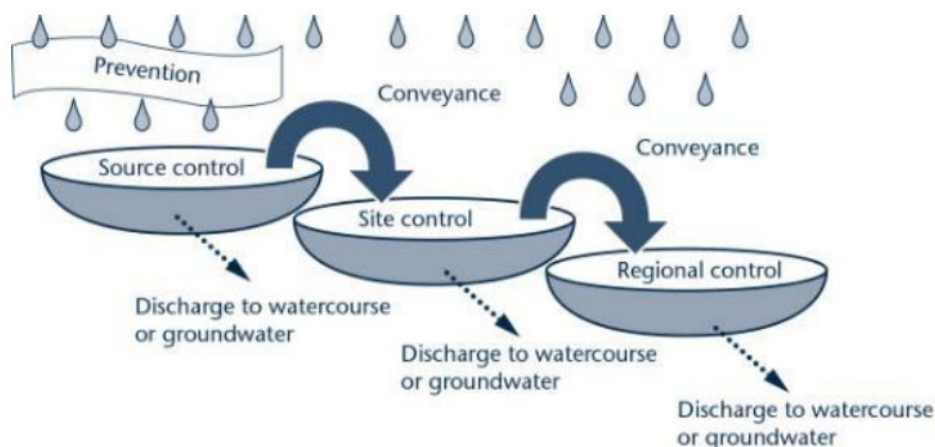 Prevention
Conveyance
Conveyance
Source control
Site control
Regional control
Discharge to watercourse
or groundwater
Discharge to watercourse
or groundwater
Discharge to watercourse
or groundwater